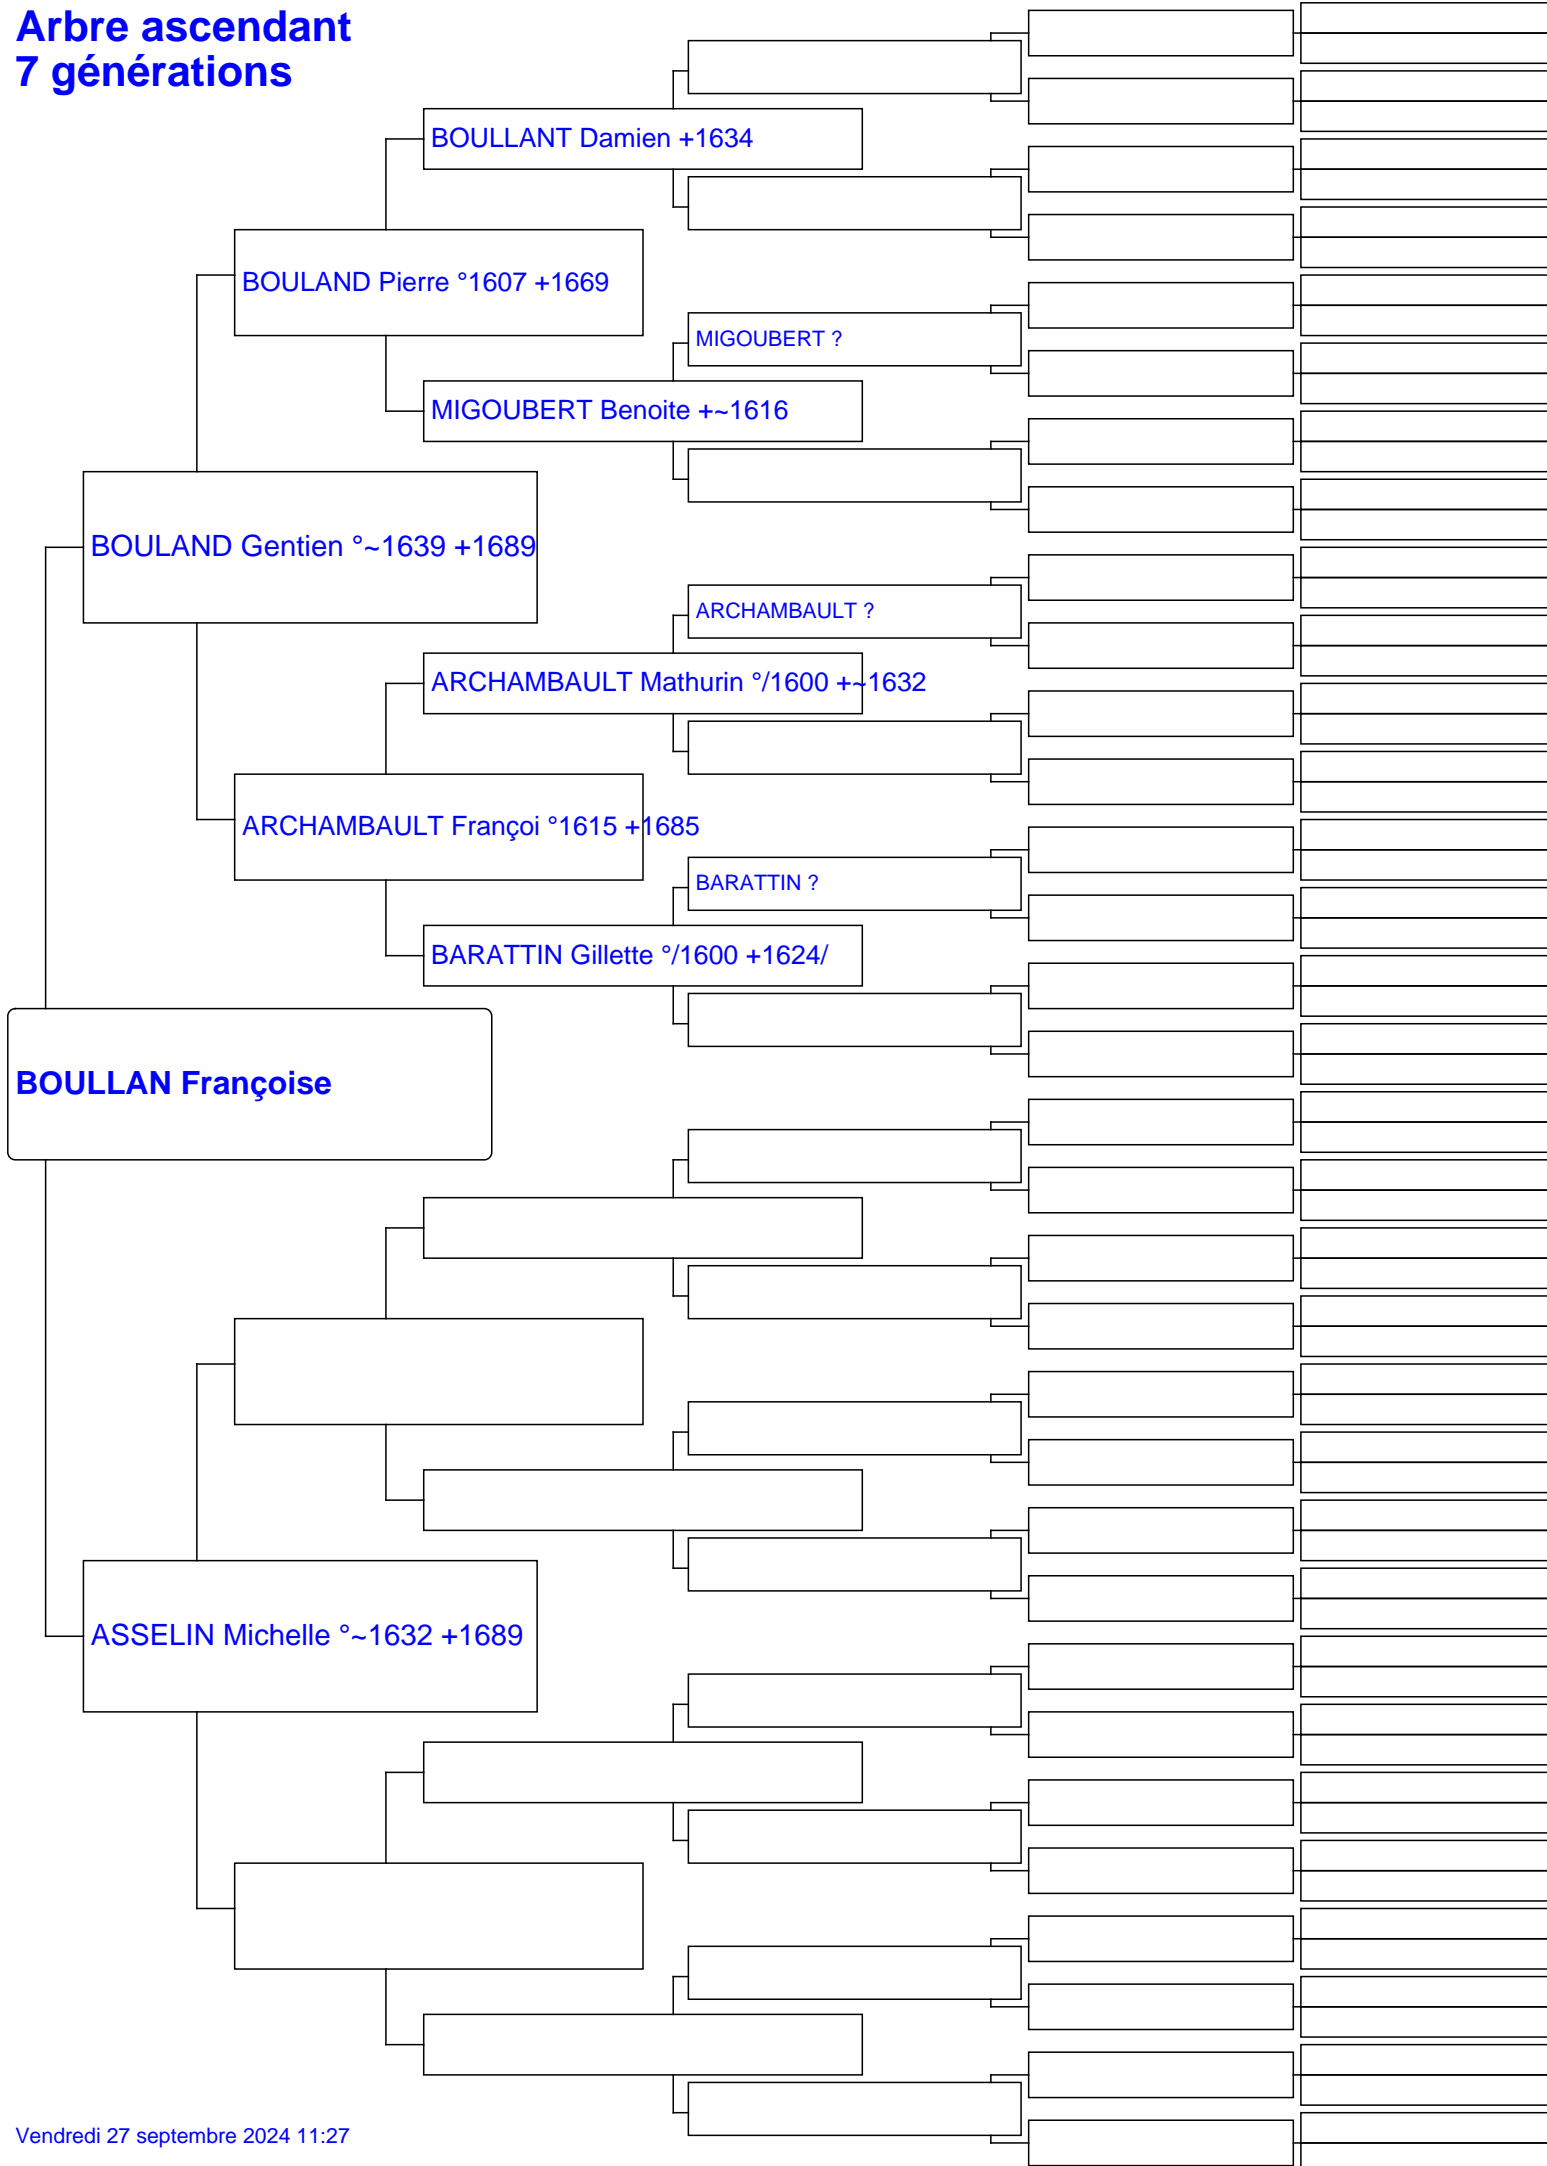 Arbre ascendant
7 générations
BOULLANT Damien +1634
BOULAND Pierre °1607 +1669
MIGOUBERT ?
MIGOUBERT Benoite +~1616
BOULAND Gentien °~1639 +1689
ARCHAMBAULT ?
ARCHAMBAULT Mathurin °/1600 +~1632
ARCHAMBAULT Françoi °1615 +1685
BARATTIN ?
BARATTIN Gillette °/1600 +1624/
BOULLAN Françoise
ASSELIN Michelle °~1632 +1689
Vendredi 27 septembre 2024 11:27